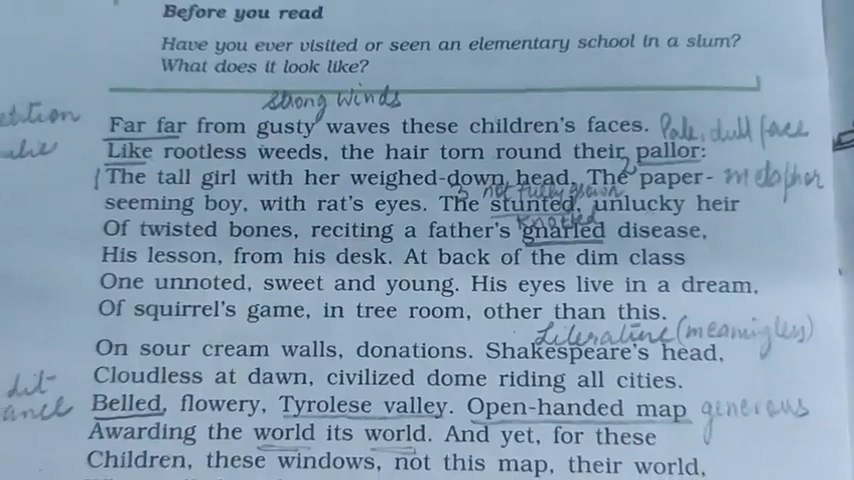 Before you read
Have you ever visited or seen an elementary school in a slum?
What does it look like?
strong winds
Far far from gusty waves these children's faces. Pale, dull face
Like rootless weeds, the hair torn round their pallor:
The tall girl with her weighed-down head. The paper- metaphor
not fully grown
seeming boy, with rat's eyes. The stunted, unlucky heir
knotted
Of twisted bones, reciting a father's gnarled disease,
His lesson, from his desk. At back of the dim class
One unnoted, sweet and young. His eyes live in a dream,
Of squirrel's game, in tree room, other than this.
Literature (meaningless)
On sour cream walls, donations. Shakespeare's head,
Cloudless at dawn, civilized dome riding all cities.
Belled, flowery, Tyrolese valley. Open-handed map generous
Awarding the world its world. And yet, for these
Children, these windows, not this map, their world,